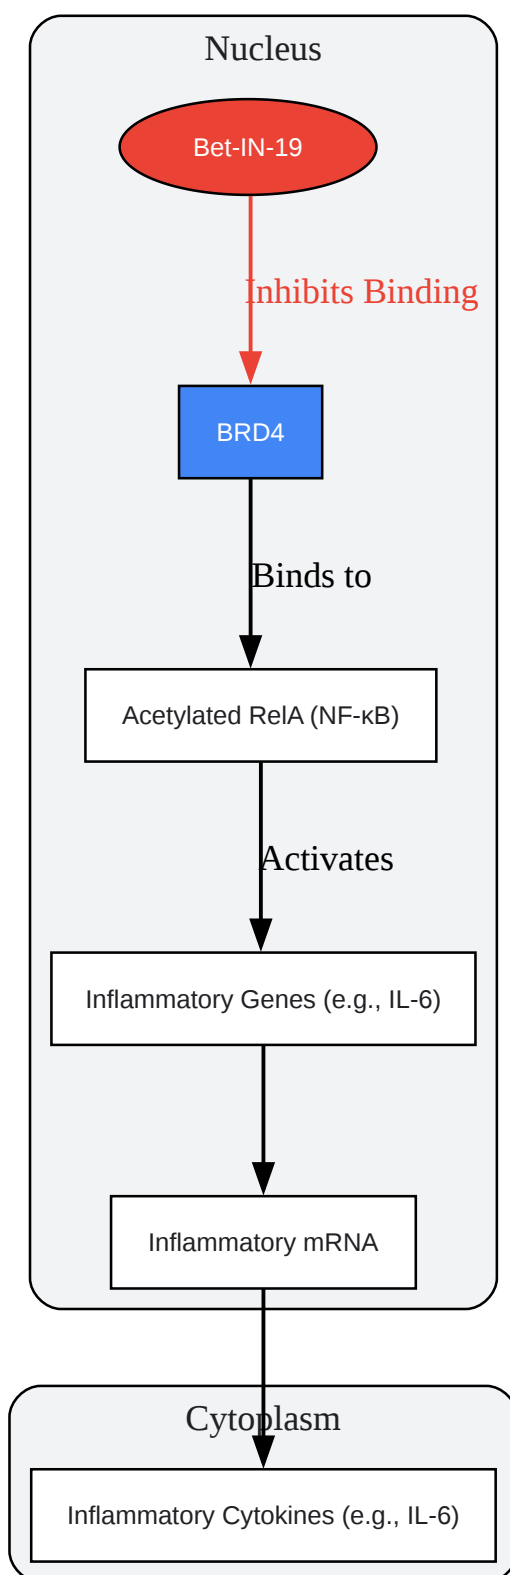 Nucleus
Bet-IN-19
Inhibits Binding
BRD4
Binds to
Acetylated RelA (NF-κB)
Activates
Inflammatory Genes (e.g., IL-6)
Inflammatory mRNA
Cytoplasm
Inflammatory Cytokines (e.g., IL-6)